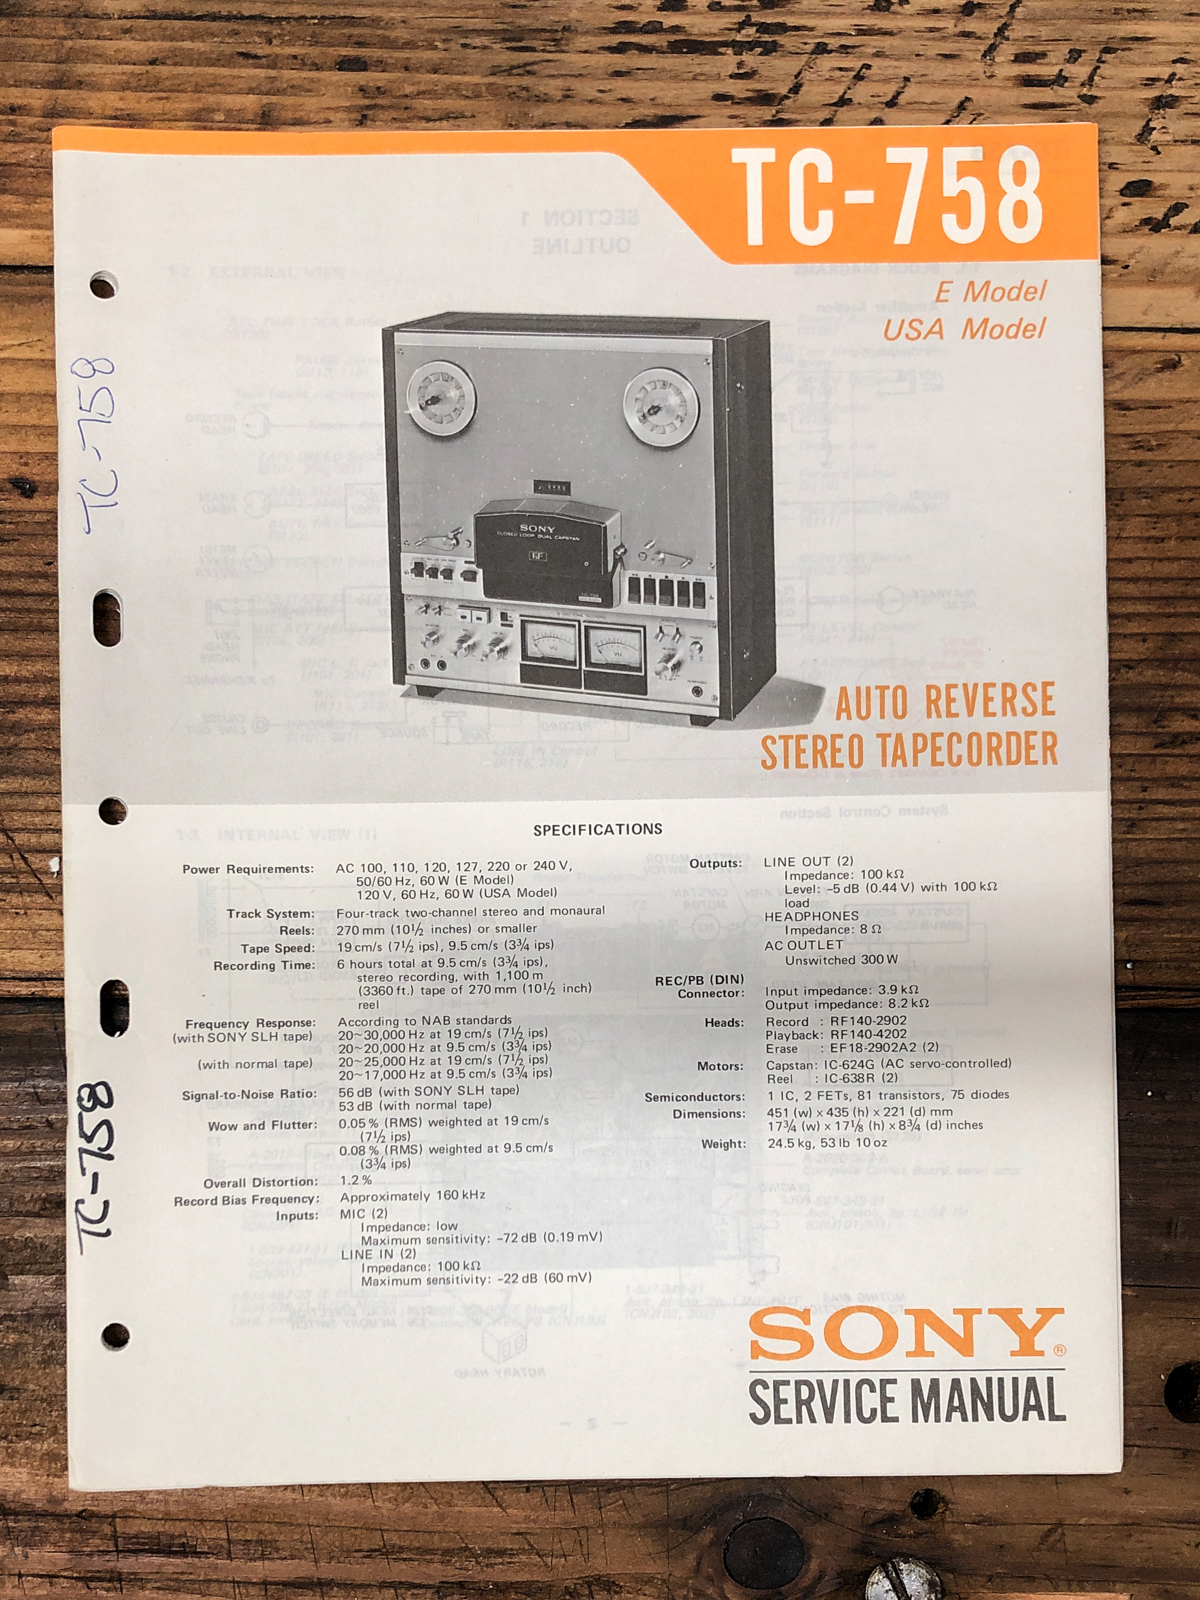 TC-758
E Model
USA Model
TC-758
SONY
CLOSED LOOP DUAL CAPSTAN
VU
VU
AUTO REVERSE
STEREO TAPECORDER
SPECIFICATIONS
Power Requirements: AC 100, 110, 120, 127, 220 or 240 V,
50/60 Hz, 60 W (E Model)
120 V, 60 Hz, 60 W (USA Model)
Track System: Four-track two-channel stereo and monaural
Reels: 270 mm (10½ inches) or smaller
Tape Speed: 19 cm/s (7½ ips), 9.5 cm/s (3¾ ips)
Recording Time: 6 hours total at 9.5 cm/s (3¾ ips),
stereo recording, with 1,100 m
(3360 ft.) tape of 270 mm (10½ inch)
reel
Frequency Response: According to NAB standards
(with SONY SLH tape) 20~30,000 Hz at 19 cm/s (7½ ips)
20~20,000 Hz at 9.5 cm/s (3¾ ips)
(with normal tape) 20~25,000 Hz at 19 cm/s (7½ ips)
20~17,000 Hz at 9.5 cm/s (3¾ ips)
Signal-to-Noise Ratio: 56 dB (with SONY SLH tape)
53 dB (with normal tape)
Wow and Flutter: 0.05 % (RMS) weighted at 19 cm/s
(7½ ips)
0.08 % (RMS) weighted at 9.5 cm/s
(3¾ ips)
Overall Distortion: 1.2 %
Record Bias Frequency: Approximately 160 kHz
Inputs: MIC (2)
Impedance: low
Maximum sensitivity: –72 dB (0.19 mV)
LINE IN (2)
Impedance: 100 kΩ
Maximum sensitivity: –22 dB (60 mV)
Outputs: LINE OUT (2)
Impedance: 100 kΩ
Level: –5 dB (0.44 V) with 100 kΩ
load
HEADPHONES
Impedance: 8 Ω
AC OUTLET
Unswitched 300 W
REC/PB (DIN)
Connector: Input impedance: 3.9 kΩ
Output impedance: 8.2 kΩ
Heads: Record : RF140-2902
Playback: RF140-4202
Erase : EF18-2902A2 (2)
Motors: Capstan: IC-624G (AC servo-controlled)
Reel : IC-638R (2)
Semiconductors: 1 IC, 2 FETs, 81 transistors, 75 diodes
Dimensions: 451 (w) x 435 (h) x 221 (d) mm
17¾ (w) x 17⅛ (h) x 8¾ (d) inches
Weight: 24.5 kg, 53 lb 10 oz
TC-758
SONY®
SERVICE MANUAL